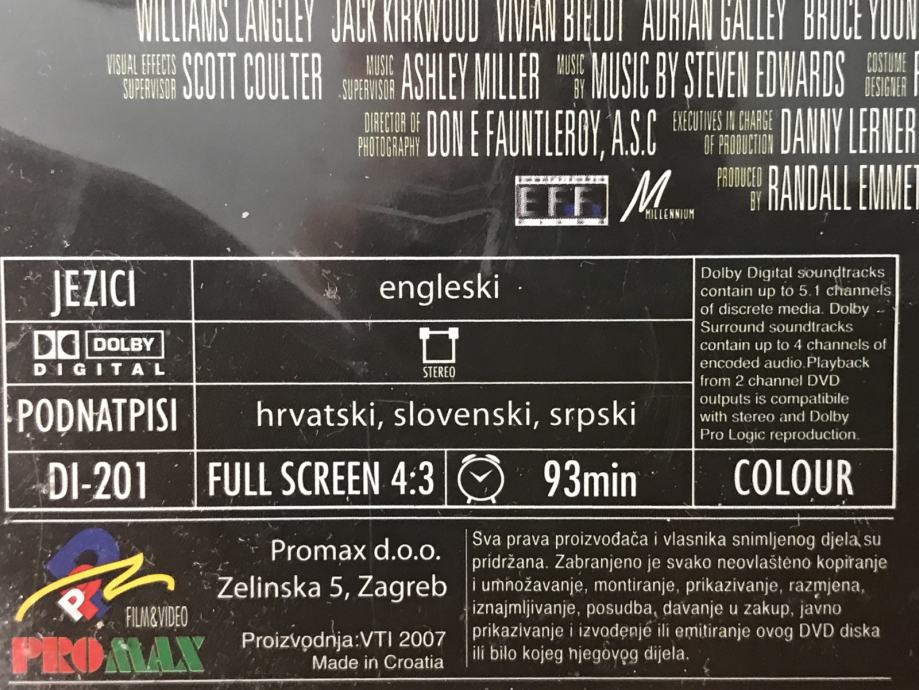 WILLIAMS LANGLEY JACK KIRKWOOD VIVIAN BIELDT ADRIAN GALLEY BRUCE
VISUAL EFFECTS SUPERVISOR SCOTT COULTER MUSIC SUPERVISOR ASHLEY MILLER MUSIC BY MUSIC BY STEVEN EDWARDS COSTUME DESIGNER
DIRECTOR OF PHOTOGRAPHY DON E FAUNTLEROY, A.S.C EXECUTIVES IN CHARGE OF PRODUCTION DANNY LERNER
EFF M MILLENNIUM PRODUCED BY RANDALL EMMET
JEZICI
engleski
DOLBY
DIGITAL
STEREO
PODNATPISI
hrvatski, slovenski, srpski
DI-201
FULL SCREEN 4:3
93min
Dolby Digital soundtracks
contain up to 5.1 channels
of discrete media. Dolby
Surround soundtracks
contain up to 4 channels of
encoded audio.Playback
from 2 channel DVD
outputs is compatibile
with stereo and Dolby
Pro Logic reproduction.
COLOUR
FILM&VIDEO
PROMAX
Promax d.o.o.
Zelinska 5, Zagreb
Proizvodnja:VTI 2007
Made in Croatia
Sva prava proizvođača i vlasnika snimljenog djela su
pridržana. Zabranjeno je svako neovlašteno kopiranje
i umnožavanje, montiranje, prikazivanje, razmjena,
iznajmljivanje, posudba, davanje u zakup, javno
prikazivanje i izvođenje ili emitiranje ovog DVD diska
ili bilo kojeg njegovog dijela.